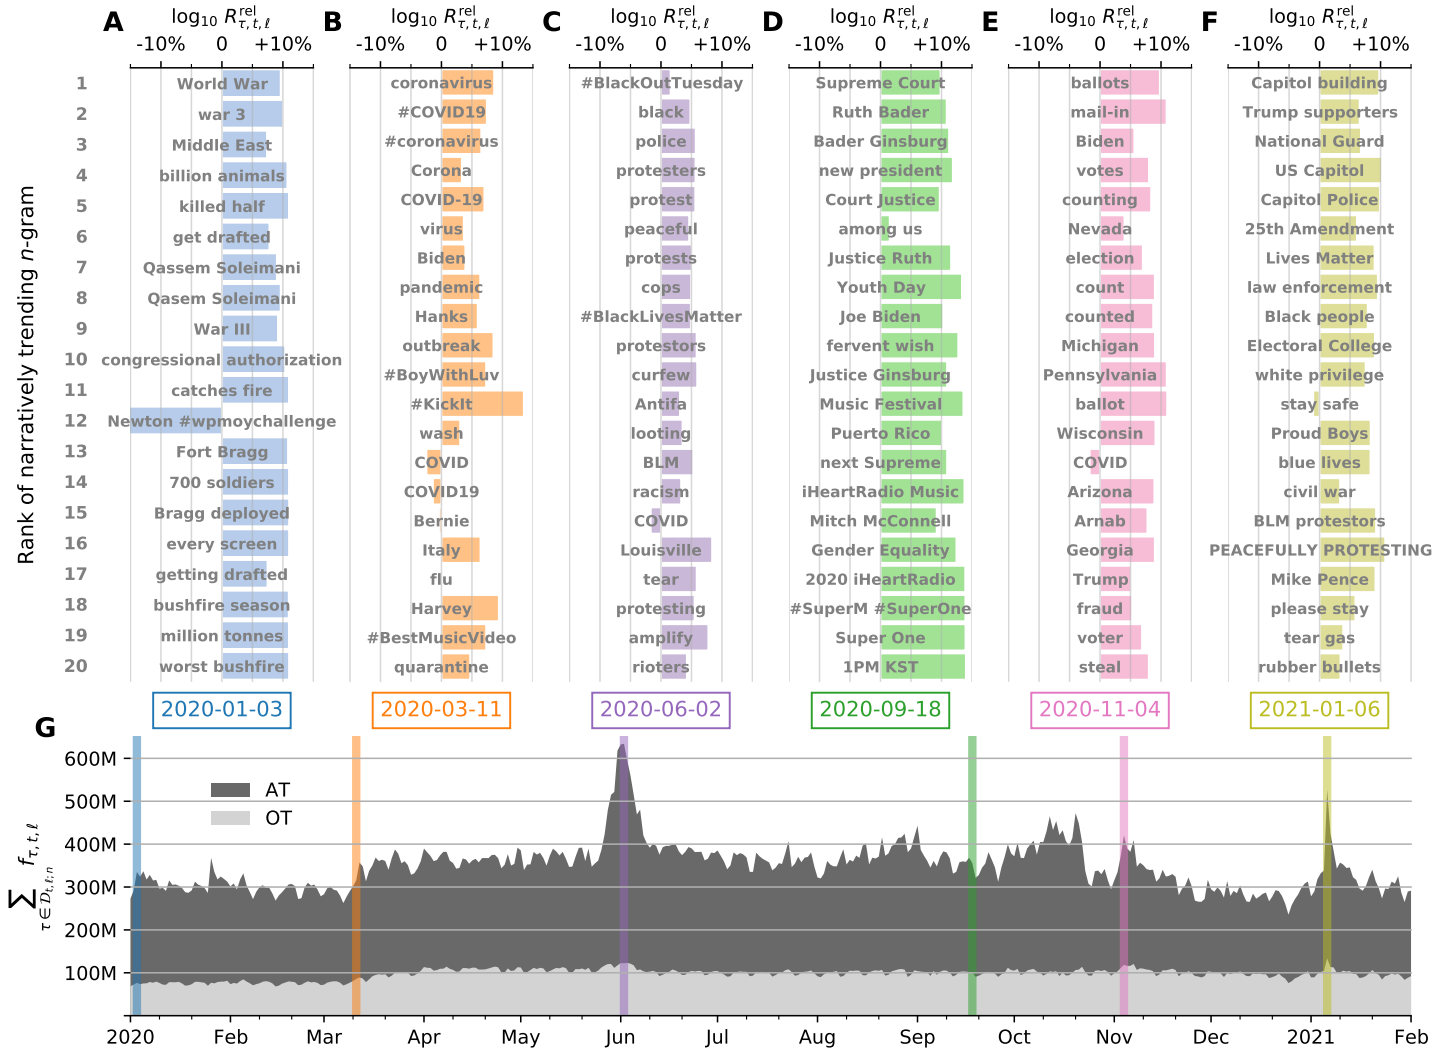 A
log₁₀ R^rel_τ,t,ℓ
-10% 0 +10%
B
log₁₀ R^rel_τ,t,ℓ
-10% 0 +10%
C
log₁₀ R^rel_τ,t,ℓ
-10% 0 +10%
D
log₁₀ R^rel_τ,t,ℓ
-10% 0 +10%
E
log₁₀ R^rel_τ,t,ℓ
-10% 0 +10%
F
log₁₀ R^rel_τ,t,ℓ
-10% 0 +10%
Rank of narratively trending n-gram
1
2
3
4
5
6
7
8
9
10
11
12
13
14
15
16
17
18
19
20
World War
war 3
Middle East
billion animals
killed half
get drafted
Qassem Soleimani
Qasem Soleimani
War III
congressional authorization
catches fire
Newton #wpmoychallenge
Fort Bragg
700 soldiers
Bragg deployed
every screen
getting drafted
bushfire season
million tonnes
worst bushfire
2020-01-03
coronavirus
#COVID19
#coronavirus
Corona
COVID-19
virus
Biden
pandemic
Hanks
outbreak
#BoyWithLuv
#KickIt
wash
COVID
COVID19
Bernie
Italy
flu
Harvey
#BestMusicVideo
quarantine
2020-03-11
#BlackOutTuesday
black
police
protesters
protest
peaceful
protests
cops
#BlackLivesMatter
protestors
curfew
Antifa
looting
BLM
racism
COVID
Louisville
tear
protesting
amplify
rioters
2020-06-02
Supreme Court
Ruth Bader
Bader Ginsburg
new president
Court Justice
among us
Justice Ruth
Youth Day
Joe Biden
fervent wish
Justice Ginsburg
Music Festival
Puerto Rico
next Supreme
iHeartRadio Music
Mitch McConnell
Gender Equality
2020 iHeartRadio
#SuperM #SuperOne
Super One
1PM KST
2020-09-18
ballots
mail-in
Biden
votes
counting
Nevada
election
count
counted
Michigan
Pennsylvania
ballot
Wisconsin
COVID
Arizona
Arnab
Georgia
Trump
fraud
voter
steal
2020-11-04
Capitol building
Trump supporters
National Guard
US Capitol
Capitol Police
25th Amendment
Lives Matter
law enforcement
Black people
Electoral College
white privilege
stay safe
Proud Boys
blue lives
civil war
BLM protestors
PEACEFULLY PROTESTING
Mike Pence
please stay
tear gas
rubber bullets
2021-01-06
G
∑ τ∈𝒟_t,ℓ;n f_τ,t,ℓ
600M
500M
400M
300M
200M
100M
AT
OT
2020 Feb Mar Apr May Jun Jul Aug Sep Oct Nov Dec 2021 Feb